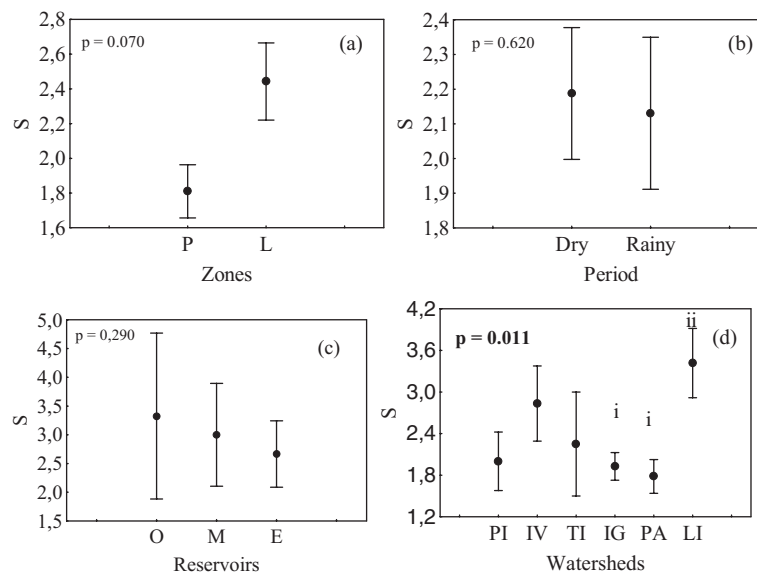 p = 0.070
(a)
2,8
2,6
2,4
2,2
2,0
1,8
1,6
S
P L
Zones
p = 0.620
(b)
2,4
2,3
2,2
2,1
2,0
1,9
1,8
S
Dry Rainy
Period
p = 0,290
(c)
5,0
4,5
4,0
3,5
3,0
2,5
2,0
1,5
S
O M E
Reservoirs
p = 0.011
(d)
4,2
3,6
3,0
2,4
1,8
1,2
S
i i ii
PI IV TI IG PA LI
Watersheds